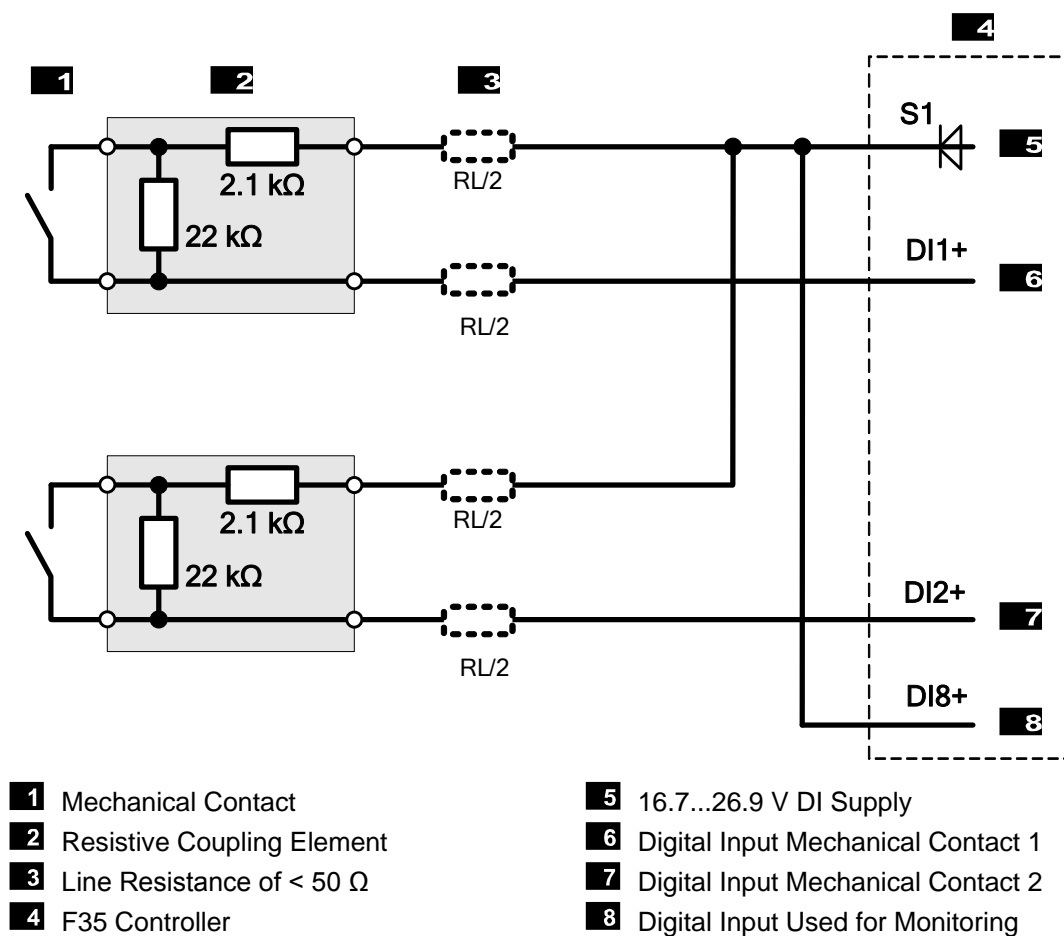 4
1
2
3
S1
5
2.1 kΩ
RL/2
22 kΩ
DI1+
6
RL/2
2.1 kΩ
RL/2
22 kΩ
DI2+
7
RL/2
DI8+
8
1 Mechanical Contact
2 Resistive Coupling Element
3 Line Resistance of < 50 Ω
4 F35 Controller
5 16.7...26.9 V DI Supply
6 Digital Input Mechanical Contact 1
7 Digital Input Mechanical Contact 2
8 Digital Input Used for Monitoring